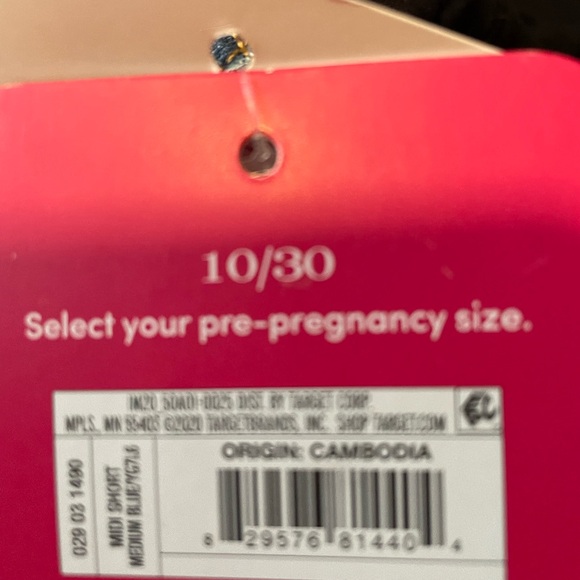 10/30
Select your pre-pregnancy size.
DIST. BY TARGET CORP.
MPLS, MN 55403 ©2020 TARGETBRANDS, INC. SHOP TARGET.COM
ORIGIN: CAMBODIA
029 03 1490
MIDI SHORT
MEDIUM BLUE/YG7L6
8 29576 81440 4